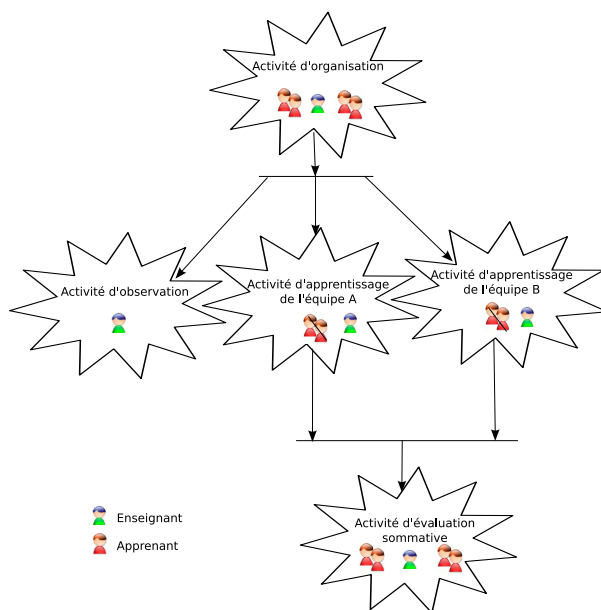 Activité d'organisation
Activité d'observation
Activité d'apprentissage
de l'équipe A
Activité d'apprentissage
de l'équipe B
Activité d'évaluation
sommative
Enseignant
Apprenant